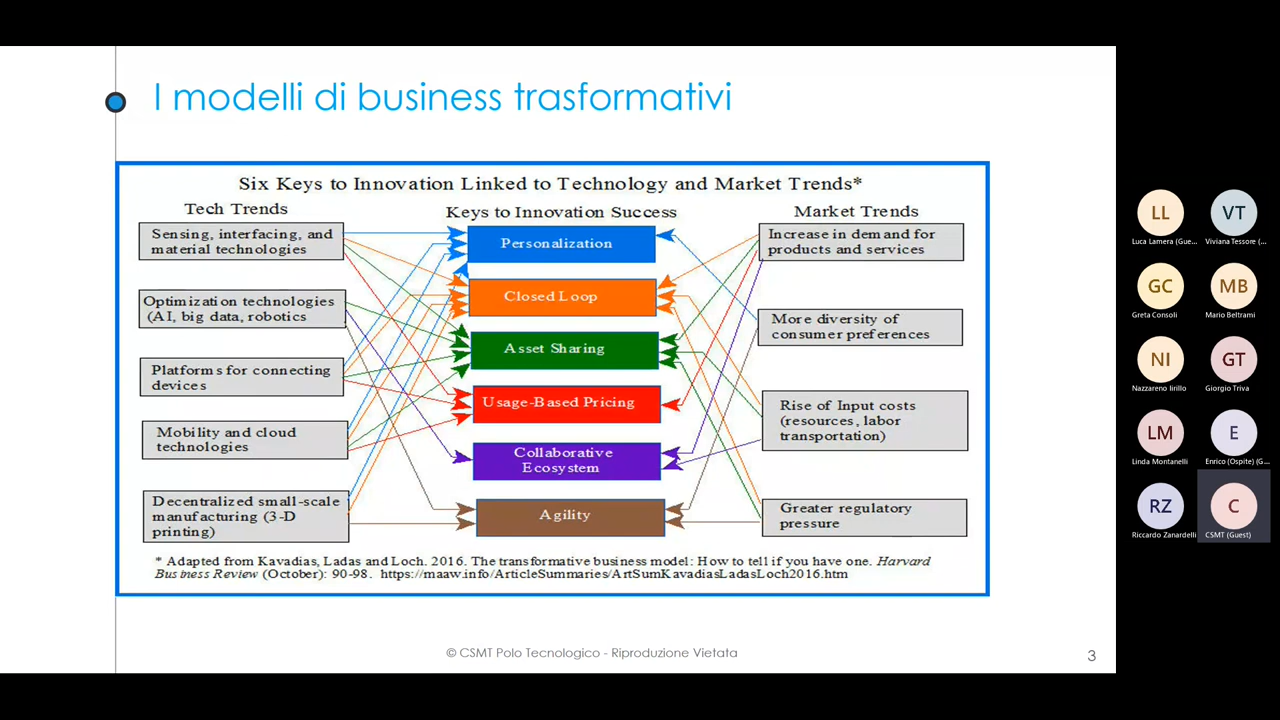 I modelli di business trasformativi
Six Keys to Innovation Linked to Technology and Market Trends*
Tech Trends
Keys to Innovation Success
Market Trends
Sensing, interfacing, and
material technologies
Optimization technologies
(AI, big data, robotics
Platforms for connecting
devices
Mobility and cloud
technologies
Decentralized small-scale
manufacturing (3-D
printing)
Personalization
Closed Loop
Asset Sharing
Usage-Based Pricing
Collaborative
Ecosystem
Agility
Increase in demand for
products and services
More diversity of
consumer preferences
Rise of Input costs
(resources, labor
transportation)
Greater regulatory
pressure
* Adapted from Kavadias, Ladas and Loch. 2016. The transformative business model: How to tell if you have one. Harvard
Business Review (October): 90-98. https://maaw.info/ArticleSummaries/ArtSumKavadiasLadasLoch2016.htm
© CSMT Polo Tecnologico - Riproduzione Vietata
3
LL
Luca Lamera (Gue...
VT
Viviana Tessore (...
GC
Greta Consoli
MB
Mario Beltrami
NI
Nazzareno Iirillo
GT
Giorgio Triva
LM
Linda Montanelli
E
Enrico (Ospite) (G...
RZ
Riccardo Zanardelli
C
CSMT (Guest)